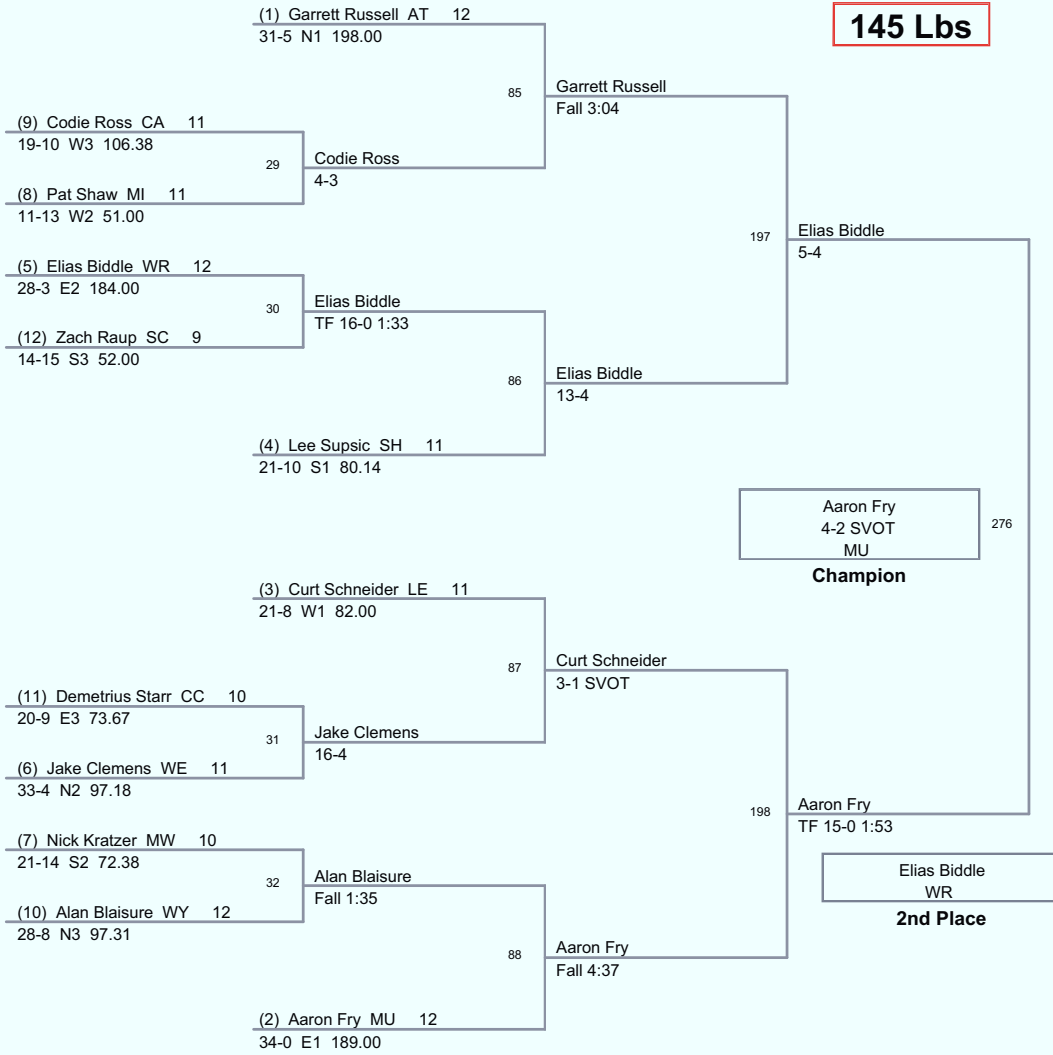 145 Lbs
(1) Garrett Russell AT 12
31-5 N1 198.00
85
Garrett Russell
Fall 3:04
(9) Codie Ross CA 11
19-10 W3 106.38
29
Codie Ross
4-3
(8) Pat Shaw MI 11
11-13 W2 51.00
197
Elias Biddle
5-4
(5) Elias Biddle WR 12
28-3 E2 184.00
30
Elias Biddle
TF 16-0 1:33
(12) Zach Raup SC 9
14-15 S3 52.00
86
Elias Biddle
13-4
(4) Lee Supsic SH 11
21-10 S1 80.14
Aaron Fry
4-2 SVOT
MU
276
Champion
(3) Curt Schneider LE 11
21-8 W1 82.00
87
Curt Schneider
3-1 SVOT
(11) Demetrius Starr CC 10
20-9 E3 73.67
31
Jake Clemens
16-4
(6) Jake Clemens WE 11
33-4 N2 97.18
198
Aaron Fry
TF 15-0 1:53
(7) Nick Kratzer MW 10
21-14 S2 72.38
32
Alan Blaisure
Fall 1:35
Elias Biddle
WR
2nd Place
(10) Alan Blaisure WY 12
28-8 N3 97.31
88
Aaron Fry
Fall 4:37
(2) Aaron Fry MU 12
34-0 E1 189.00